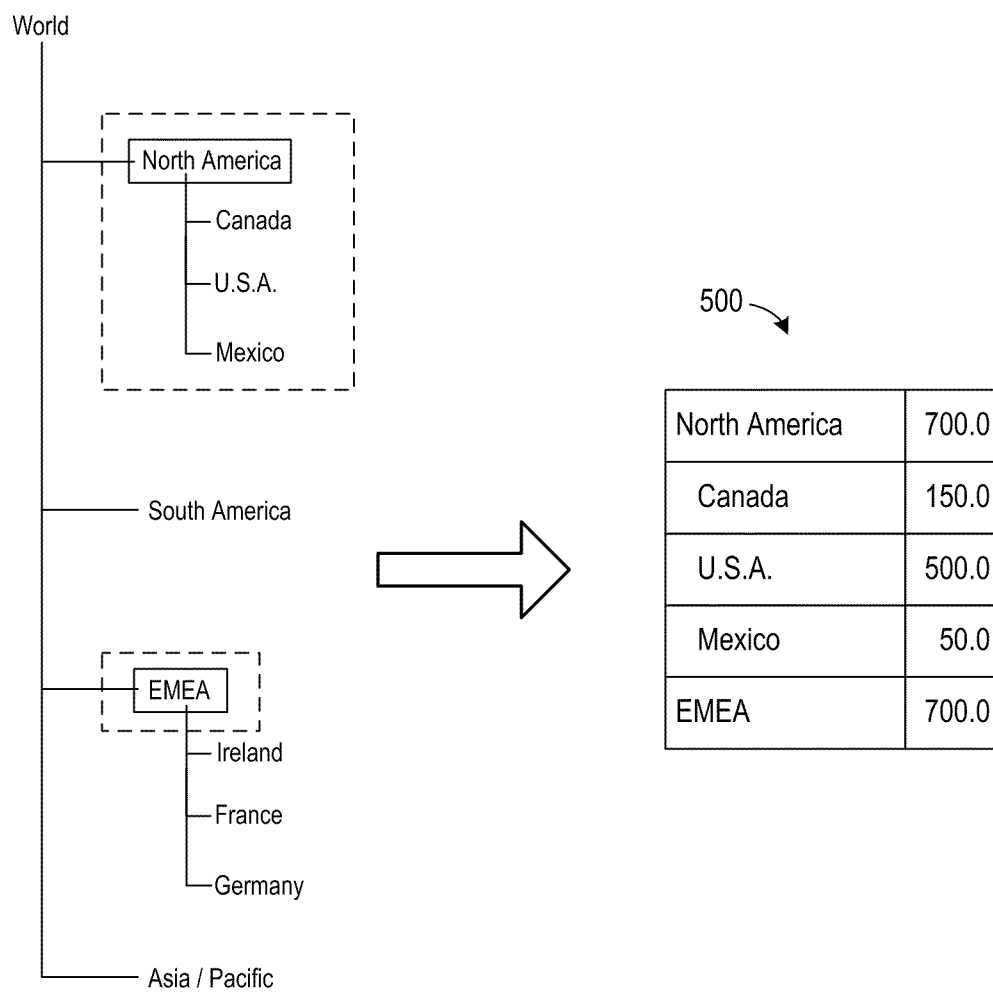 World
North America
Canada
U.S.A.
Mexico
South America
EMEA
Ireland
France
Germany
Asia / Pacific
500
North America 700.0
Canada 150.0
U.S.A. 500.0
Mexico 50.0
EMEA 700.0